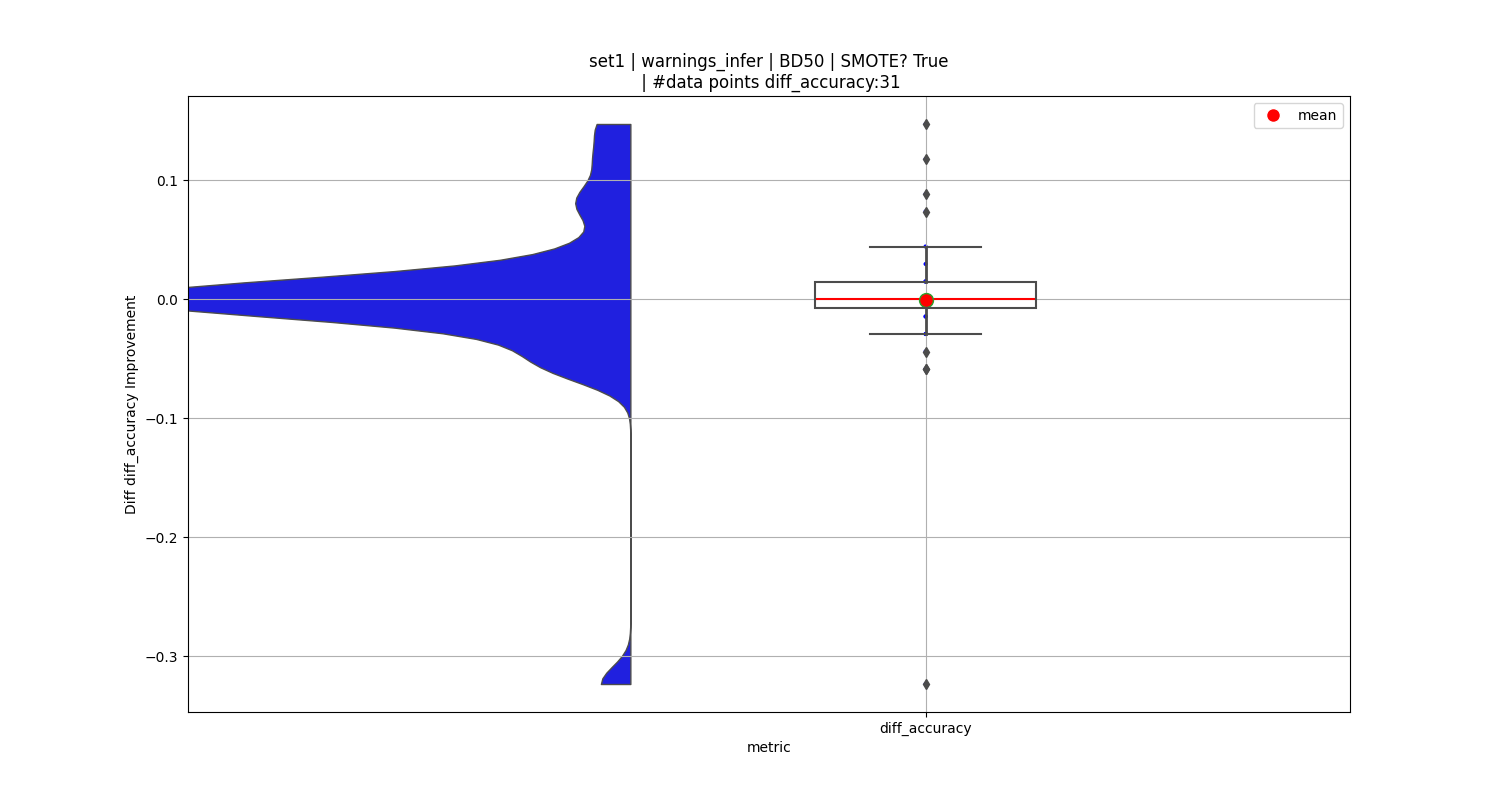 set1 | warnings_infer | BD50 | SMOTE? True
| #data points diff_accuracy:31
mean
0.1
0.0
−0.1
−0.2
−0.3
Diff diff_accuracy Improvement
diff_accuracy
metric